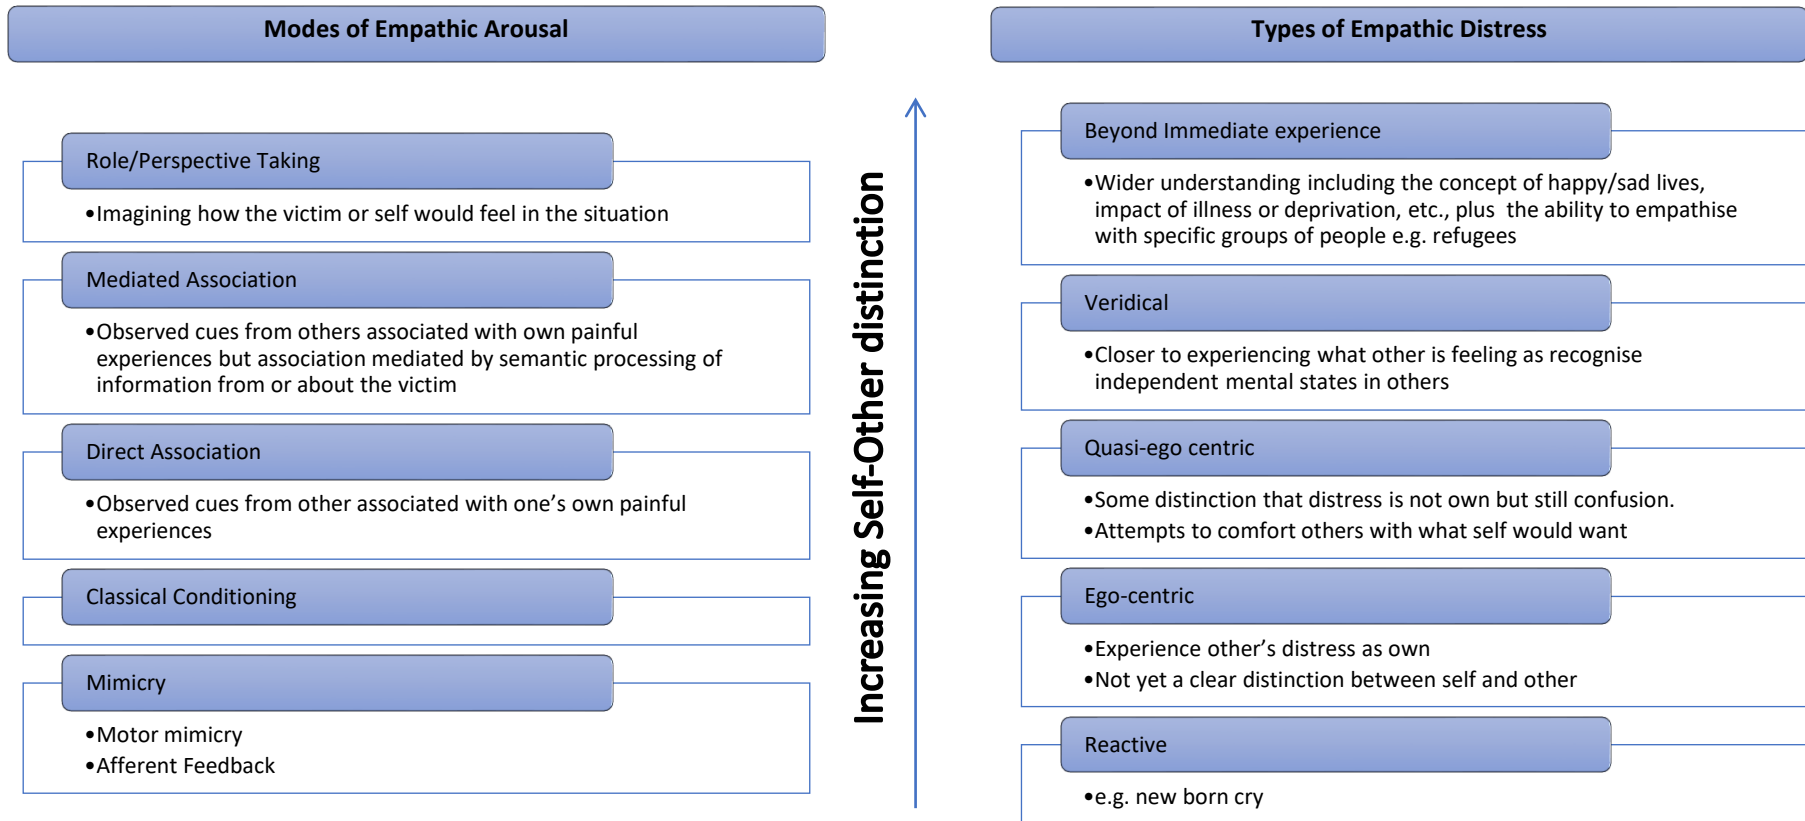 Modes of Empathic Arousal
Role/Perspective Taking
•Imagining how the victim or self would feel in the situation
Mediated Association
•Observed cues from others associated with own painful
experiences but association mediated by semantic processing of
information from or about the victim
Direct Association
•Observed cues from other associated with one’s own painful
experiences
Classical Conditioning
Mimicry
•Motor mimicry
•Afferent Feedback
Increasing Self-Other distinction
Types of Empathic Distress
Beyond Immediate experience
•Wider understanding including the concept of happy/sad lives,
impact of illness or deprivation, etc., plus the ability to empathise
with specific groups of people e.g. refugees
Veridical
•Closer to experiencing what other is feeling as recognise
independent mental states in others
Quasi-ego centric
•Some distinction that distress is not own but still confusion.
•Attempts to comfort others with what self would want
Ego-centric
•Experience other’s distress as own
•Not yet a clear distinction between self and other
Reactive
•e.g. new born cry